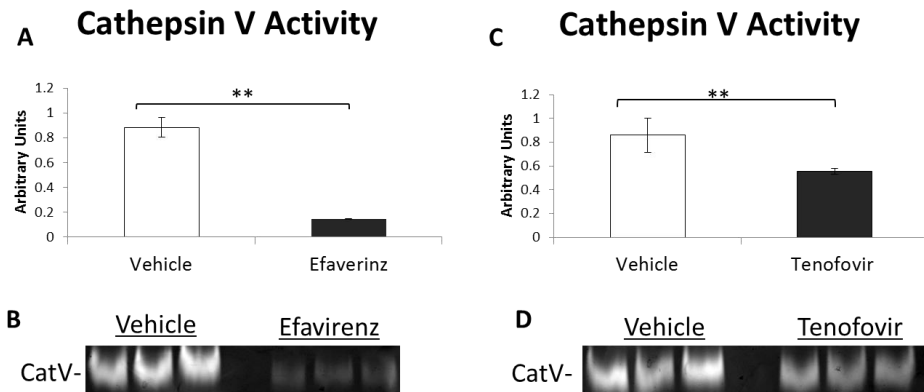 A
Cathepsin V Activity
**
Arbitrary Units
1.2
1
0.8
0.6
0.4
0.2
0
Vehicle Efaverinz
B
Vehicle Efavirenz
CatV-
C
Cathepsin V Activity
**
Arbitrary Units
1.2
1
0.8
0.6
0.4
0.2
0
Vehicle Tenofovir
D
Vehicle Tenofovir
CatV-